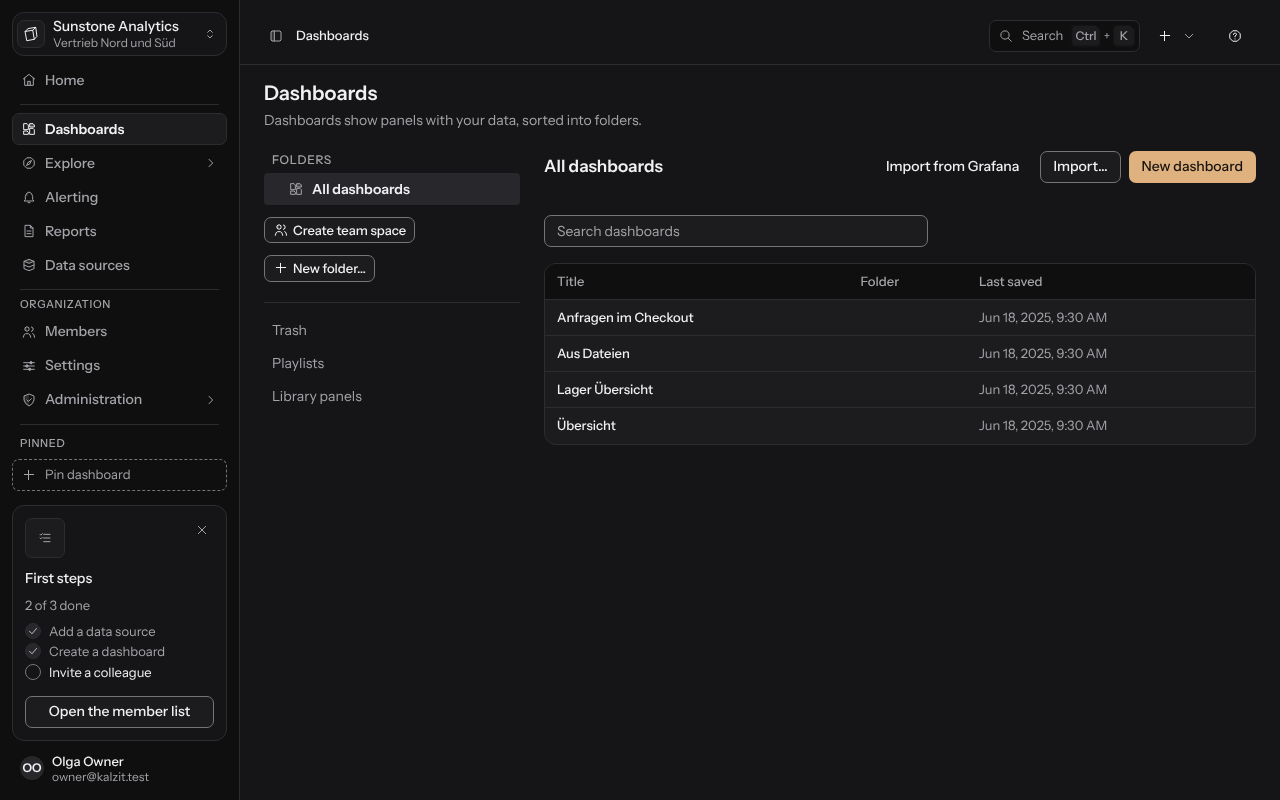 Sunstone Analytics
Vertrieb Nord und Süd
Home
Dashboards
Explore
Alerting
Reports
Data sources
ORGANIZATION
Members
Settings
Administration
PINNED
Pin dashboard
First steps
2 of 3 done
Add a data source
Create a dashboard
Invite a colleague
Open the member list
OO
Olga Owner
owner@kalzit.test
Dashboards
Search Ctrl + K
Dashboards
Dashboards show panels with your data, sorted into folders.
FOLDERS
All dashboards
Create team space
New folder...
Trash
Playlists
Library panels
All dashboards
Import from Grafana
Import...
New dashboard
Search dashboards
Title Folder Last saved
Anfragen im Checkout Jun 18, 2025, 9:30 AM
Aus Dateien Jun 18, 2025, 9:30 AM
Lager Übersicht Jun 18, 2025, 9:30 AM
Übersicht Jun 18, 2025, 9:30 AM